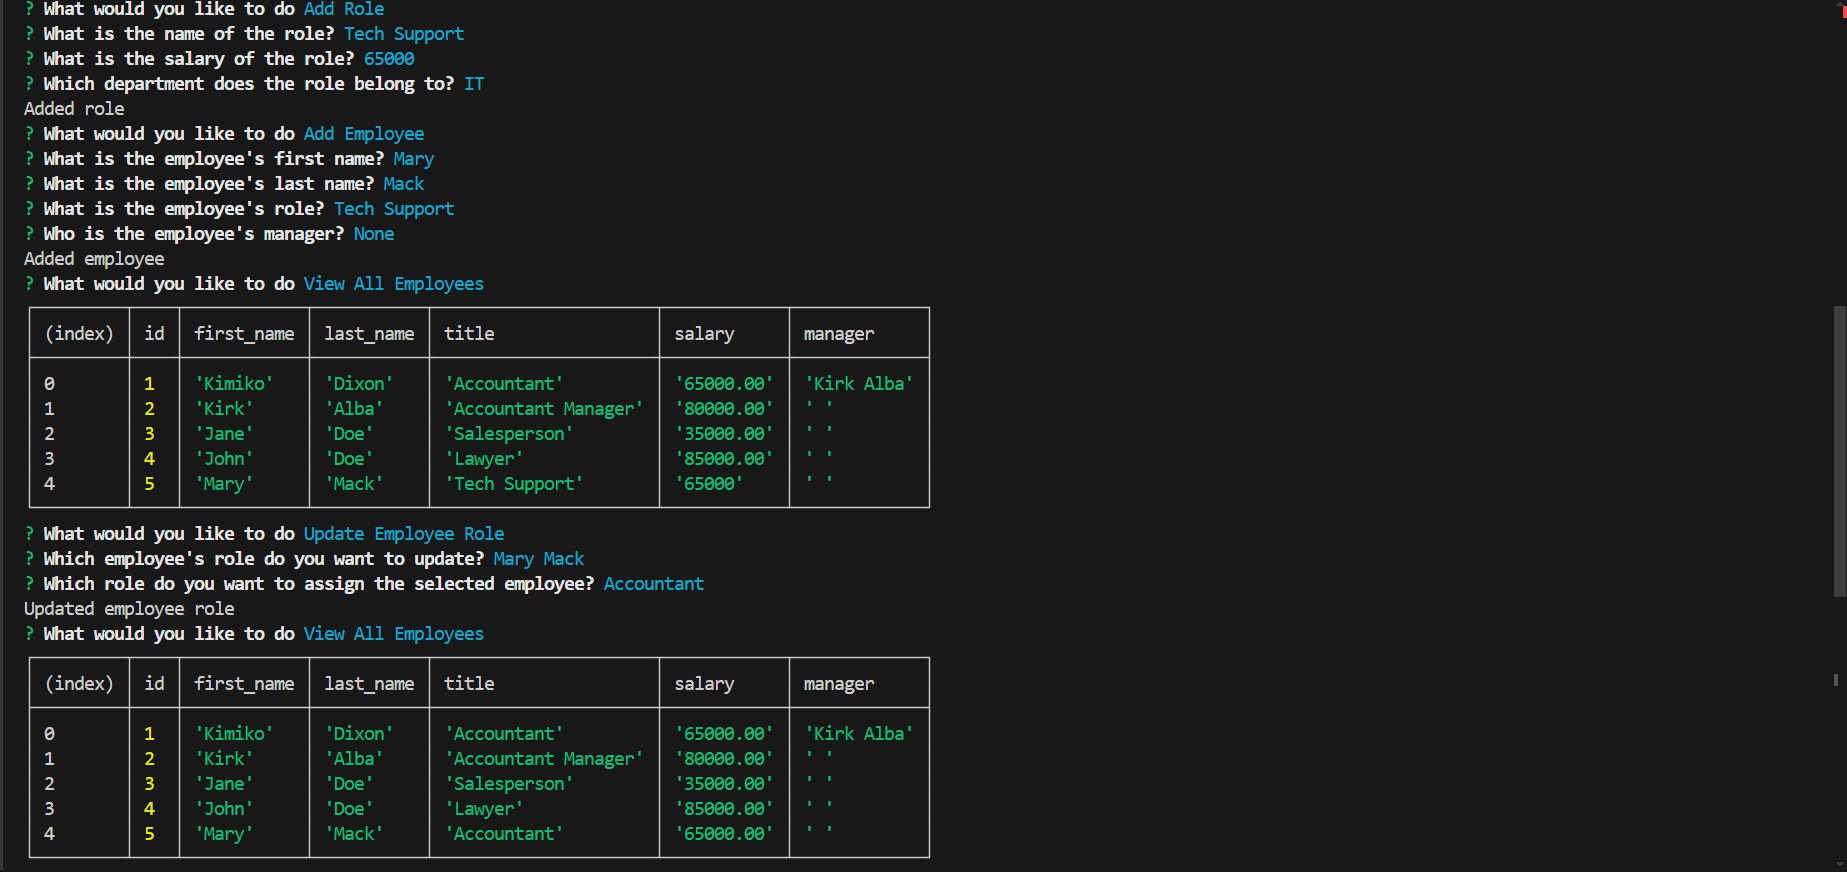 ? What would you like to do Add Role
? What is the name of the role? Tech Support
? What is the salary of the role? 65000
? Which department does the role belong to? IT
Added role
? What would you like to do Add Employee
? What is the employee's first name? Mary
? What is the employee's last name? Mack
? What is the employee's role? Tech Support
? Who is the employee's manager? None
Added employee
? What would you like to do View All Employees
(index) id first_name last_name title salary manager
0 1 'Kimiko' 'Dixon' 'Accountant' '65000.00' 'Kirk Alba'
1 2 'Kirk' 'Alba' 'Accountant Manager' '80000.00' ' '
2 3 'Jane' 'Doe' 'Salesperson' '35000.00' ' '
3 4 'John' 'Doe' 'Lawyer' '85000.00' ' '
4 5 'Mary' 'Mack' 'Tech Support' '65000' ' '
? What would you like to do Update Employee Role
? Which employee's role do you want to update? Mary Mack
? Which role do you want to assign the selected employee? Accountant
Updated employee role
? What would you like to do View All Employees
(index) id first_name last_name title salary manager
0 1 'Kimiko' 'Dixon' 'Accountant' '65000.00' 'Kirk Alba'
1 2 'Kirk' 'Alba' 'Accountant Manager' '80000.00' ' '
2 3 'Jane' 'Doe' 'Salesperson' '35000.00' ' '
3 4 'John' 'Doe' 'Lawyer' '85000.00' ' '
4 5 'Mary' 'Mack' 'Accountant' '65000.00' ' '